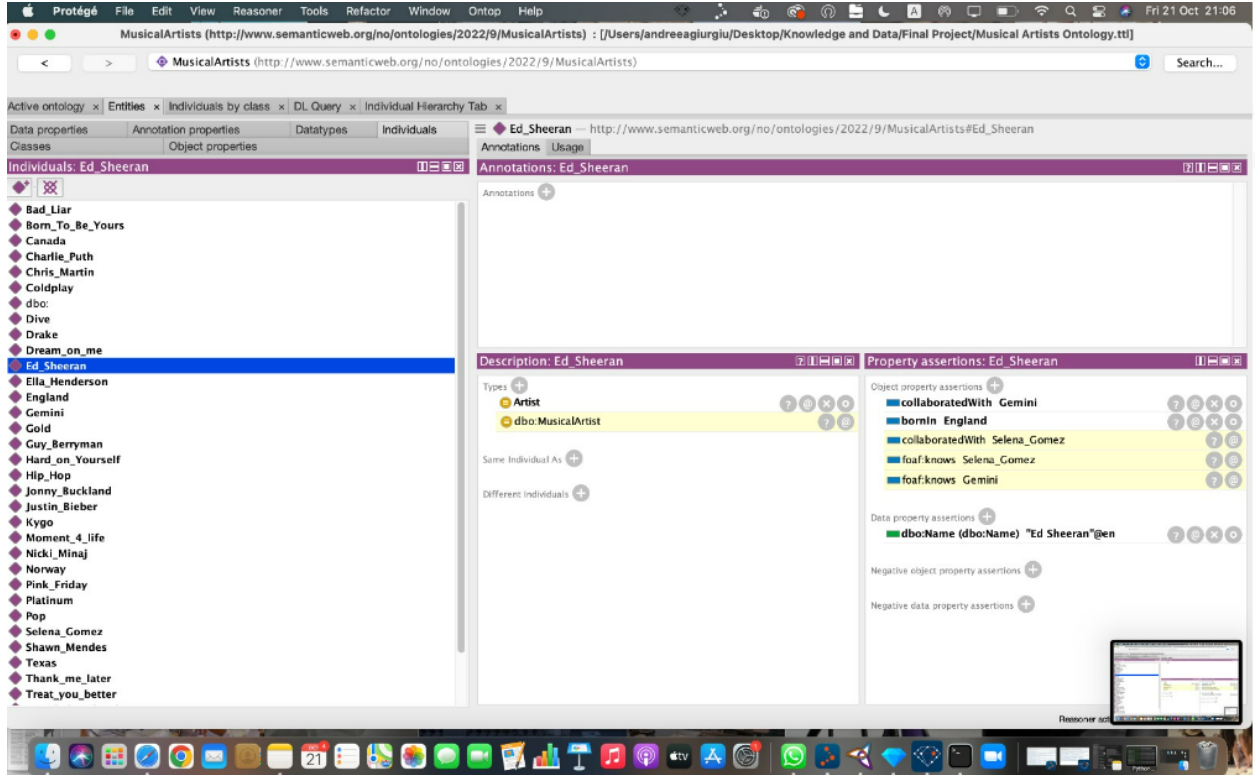 Protégé File Edit View Reasoner Tools Refactor Window Ontop Help Fri 21 Oct 21:06
MusicalArtists (http://www.semanticweb.org/no/ontologies/2022/9/MusicalArtists) : [/Users/andreeagiurgiu/Desktop/Knowledge and Data/Final Project/Musical Artists Ontology.ttl]
< > MusicalArtists (http://www.semanticweb.org/no/ontologies/2022/9/MusicalArtists) Search...
Active ontology × Entities × Individuals by class × DL Query × Individual Hierarchy Tab ×
Data properties Annotation properties Datatypes Individuals
Classes Object properties
Individuals: Ed_Sheeran
Bad_Liar
Born_To_Be_Yours
Canada
Charlie_Puth
Chris_Martin
Coldplay
dbo:
Dive
Drake
Dream_on_me
Ed_Sheeran
Ella_Henderson
England
Gemini
Gold
Guy_Berryman
Hard_on_Yourself
Hip_Hop
Jonny_Buckland
Justin_Bieber
Kygo
Moment_4_life
Nicki_Minaj
Norway
Pink_Friday
Platinum
Pop
Selena_Gomez
Shawn_Mendes
Texas
Thank_me_later
Treat_you_better
Ed_Sheeran — http://www.semanticweb.org/no/ontologies/2022/9/MusicalArtists#Ed_Sheeran
Annotations Usage
Annotations: Ed_Sheeran
Annotations
Description: Ed_Sheeran
Types
Artist
dbo:MusicalArtist
Same Individual As
Different Individuals
Property assertions: Ed_Sheeran
Object property assertions
collaboratedWith Gemini
bornIn England
collaboratedWith Selena_Gomez
foaf:knows Selena_Gomez
foaf:knows Gemini
Data property assertions
dbo:Name (dbo:Name) "Ed Sheeran"@en
Negative object property assertions
Negative data property assertions
Reasoner
21
tv